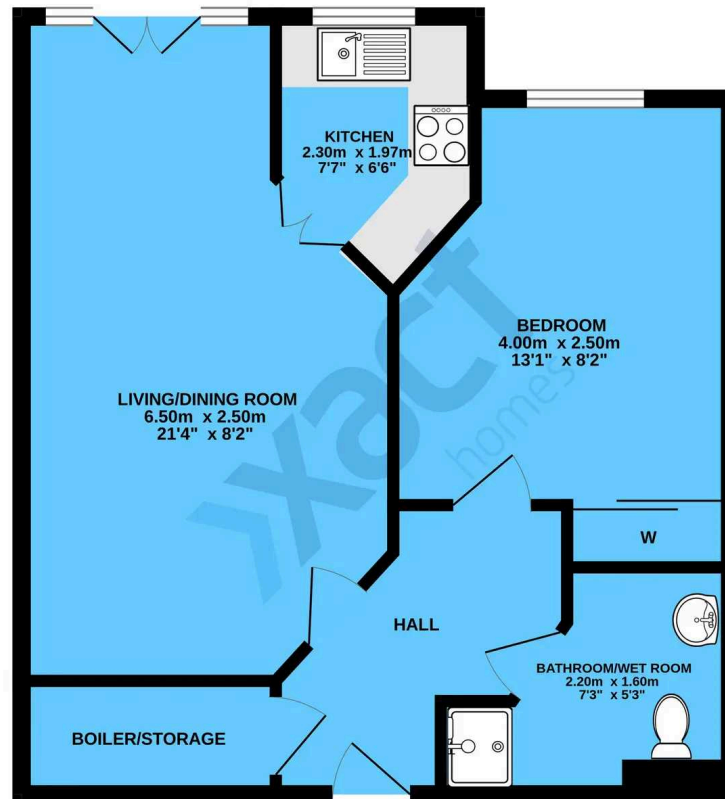 KITCHEN
2.30m x 1.97m
7'7" x 6'6"
BEDROOM
4.00m x 2.50m
13'1" x 8'2"
LIVING/DINING ROOM
6.50m x 2.50m
21'4" x 8'2"
xact
homes
W
HALL
BATHROOM/WET ROOM
2.20m x 1.60m
7'3" x 5'3"
BOILER/STORAGE